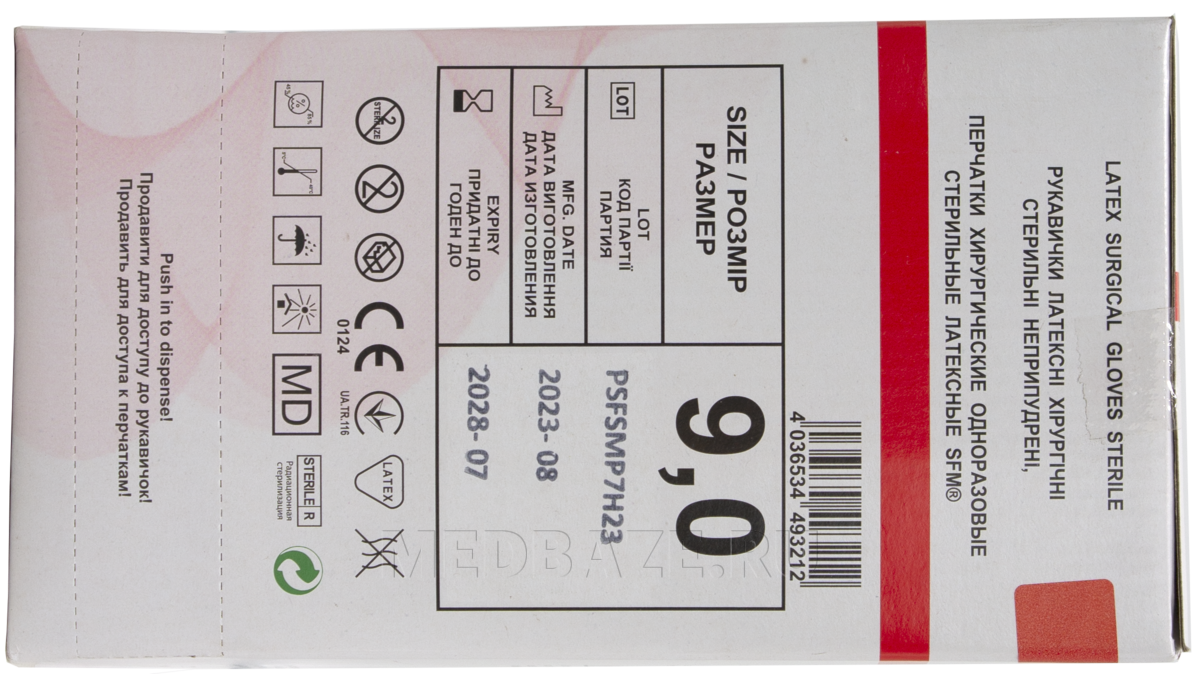 LATEX SURGICAL GLOVES STERILE
РУКАВИЧКИ ЛАТЕКСНІ ХІРУРГІЧНІ
СТЕРИЛЬНІ НЕПРИПУДРЕНІ,
ПЕРЧАТКИ ХИРУРГИЧЕСКИЕ ОДНОРАЗОВЫЕ
СТЕРИЛЬНЫЕ ЛАТЕКСНЫЕ SFM®
4 036534 493212
SIZE / РОЗМІР
РАЗМЕР
9,0
LOT
LOT
КОД ПАРТІЇ
ПАРТИЯ
PSFSMP7H23
MFG. DATE
ДАТА ВИГОТОВЛЕННЯ
ДАТА ИЗГОТОВЛЕНИЯ
2023-08
EXPIRY
ПРИДАТНІ ДО
ГОДЕН ДО
2028-07
2
STERILIZE
2
CE
0124
UA.TR.116
LATEX
MD
STERILE R
Радиационная
стерилизация
Push in to dispense!
Продавити для доступу до рукавичок!
Продавить для доступа к перчаткам!
MEDBAZE.RU